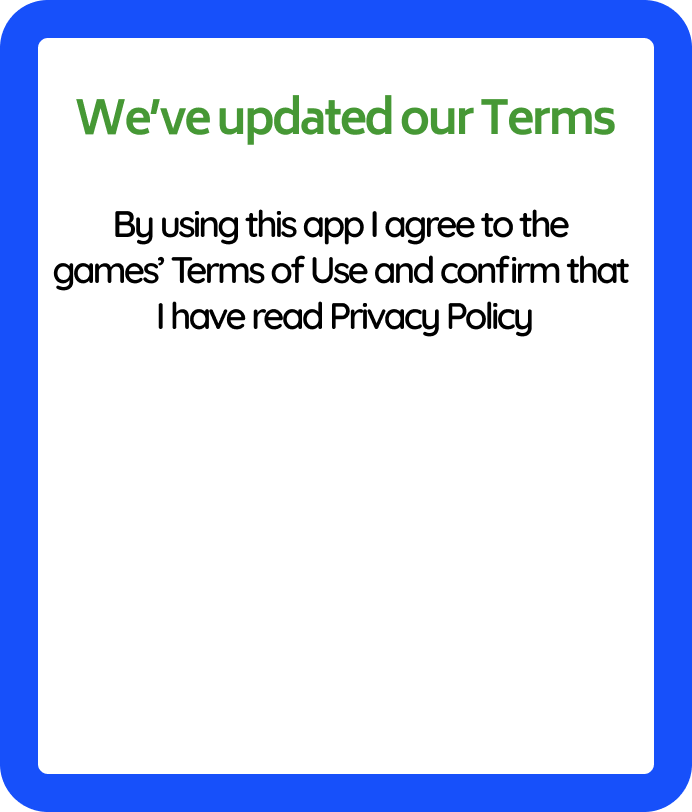 We've updated our Terms
By using this app I agree to the
games’ Terms of Use and confirm that
I have read Privacy Policy